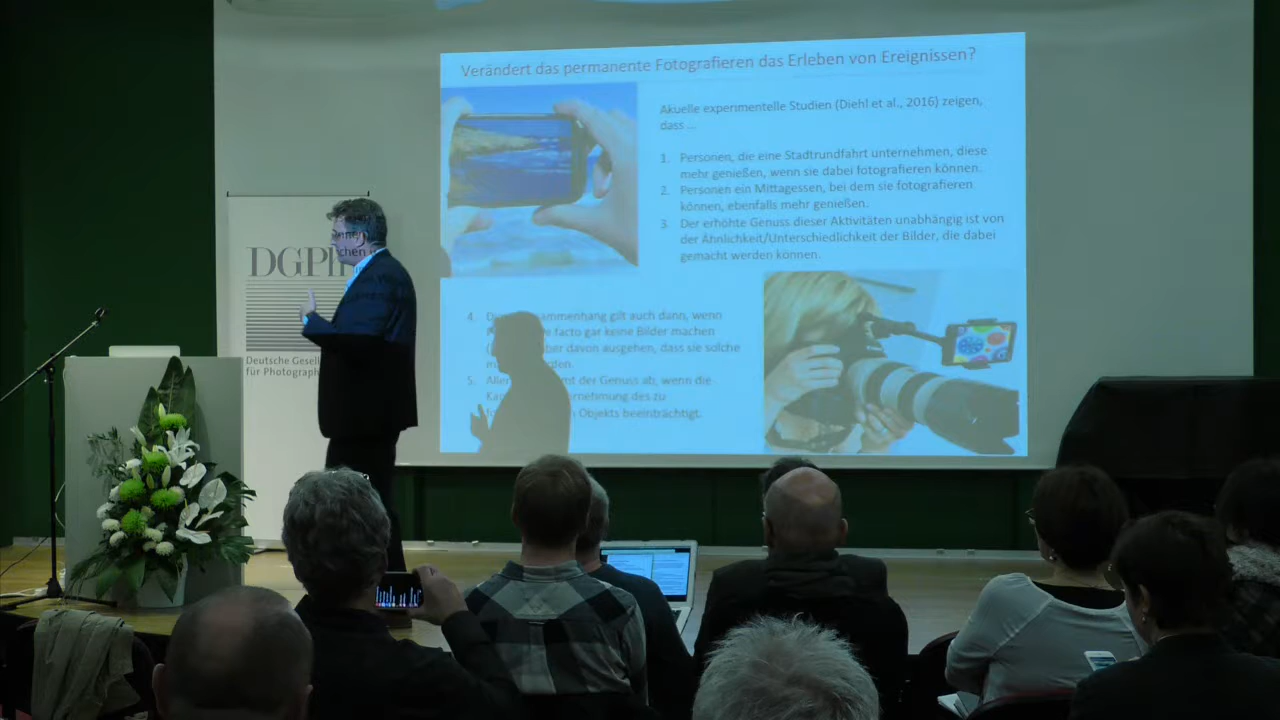 Verändert das permanente Fotografieren das Erleben von Ereignissen?
Akuelle experimentelle Studien (Diehl et al., 2016) zeigen,
dass ...
1. Personen, die eine Stadtrundfahrt unternehmen, diese
mehr genießen, wenn sie dabei fotografieren können.
2. Personen ein Mittagessen, bei dem sie fotografieren
können, ebenfalls mehr genießen.
3. Der erhöhte Genuss dieser Aktivitäten unabhängig ist von
der Ähnlichkeit/Unterschiedlichkeit der Bilder, die dabei
gemacht werden können.
4. ammenhang gilt auch dann, wenn
facto gar keine Bilder machen
davon ausgehen, dass sie solche
5. der Genuss ab, wenn die
des zu
Objekts beeinträchtigt.
DGPh
Deutsche Gesell
für Photograph